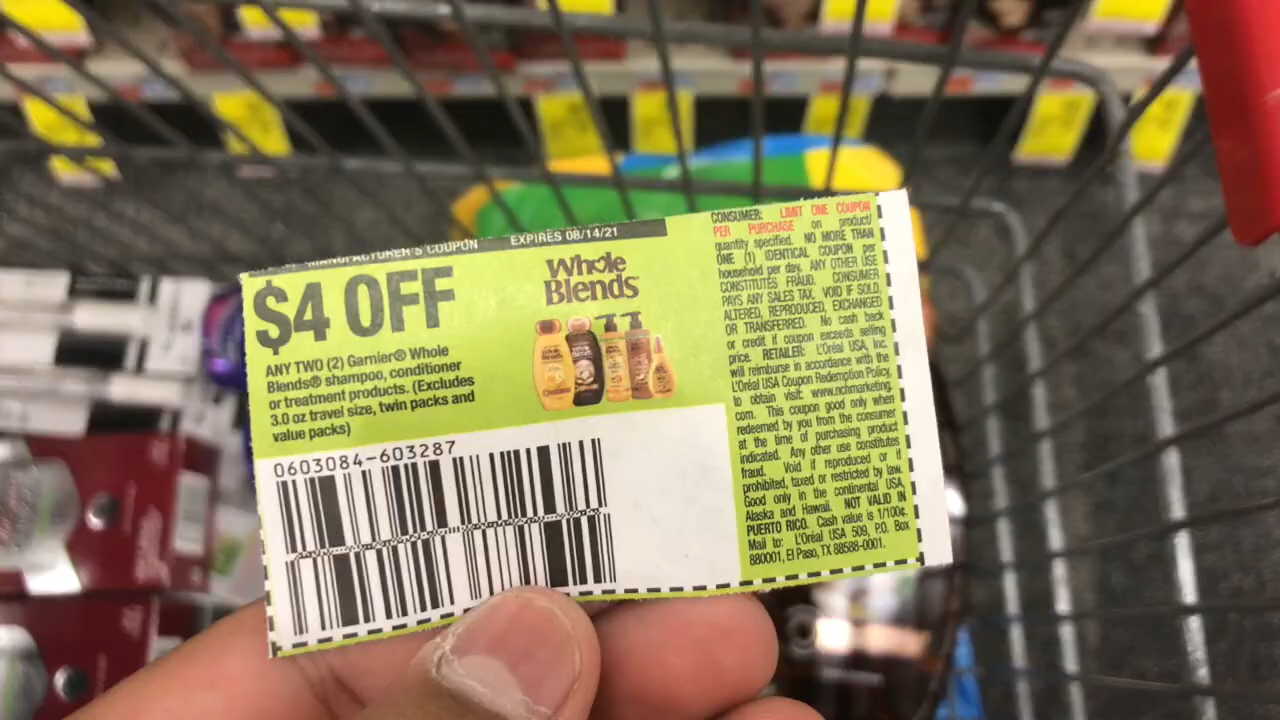 MANUFACTURER'S COUPON EXPIRES 08/14/21
$4 OFF
ANY TWO (2) Garnier® Whole
Blends® shampoo, conditioner
or treatment products. (Excludes
3.0 oz travel size, twin packs and
value packs)
Whole
Blends
0603084-603287
CONSUMER: LIMIT ONE COUPON
PER PURCHASE on product/
quantity specified. NO MORE THAN
ONE (1) IDENTICAL COUPON per
household per day. ANY OTHER USE
CONSTITUTES FRAUD. CONSUMER
PAYS ANY SALES TAX. VOID IF SOLD,
ALTERED, REPRODUCED, EXCHANGED
OR TRANSFERRED. No cash back
or credit if coupon exceeds selling
price. RETAILER: L'Oréal USA, Inc.
will reimburse in accordance with the
L'Oréal USA Coupon Redemption Policy,
to obtain visit: www.nchmarketing.
com. This coupon good only when
redeemed by you from the consumer
at the time of purchasing product
indicated. Any other use constitutes
fraud. Void if reproduced or if
prohibited, taxed or restricted by law.
Good only in the continental USA,
Alaska and Hawaii. NOT VALID IN
PUERTO RICO. Cash value is 1/100¢.
Mail to: L'Oréal USA 509, P.O. Box
880001, El Paso, TX 88588-0001.